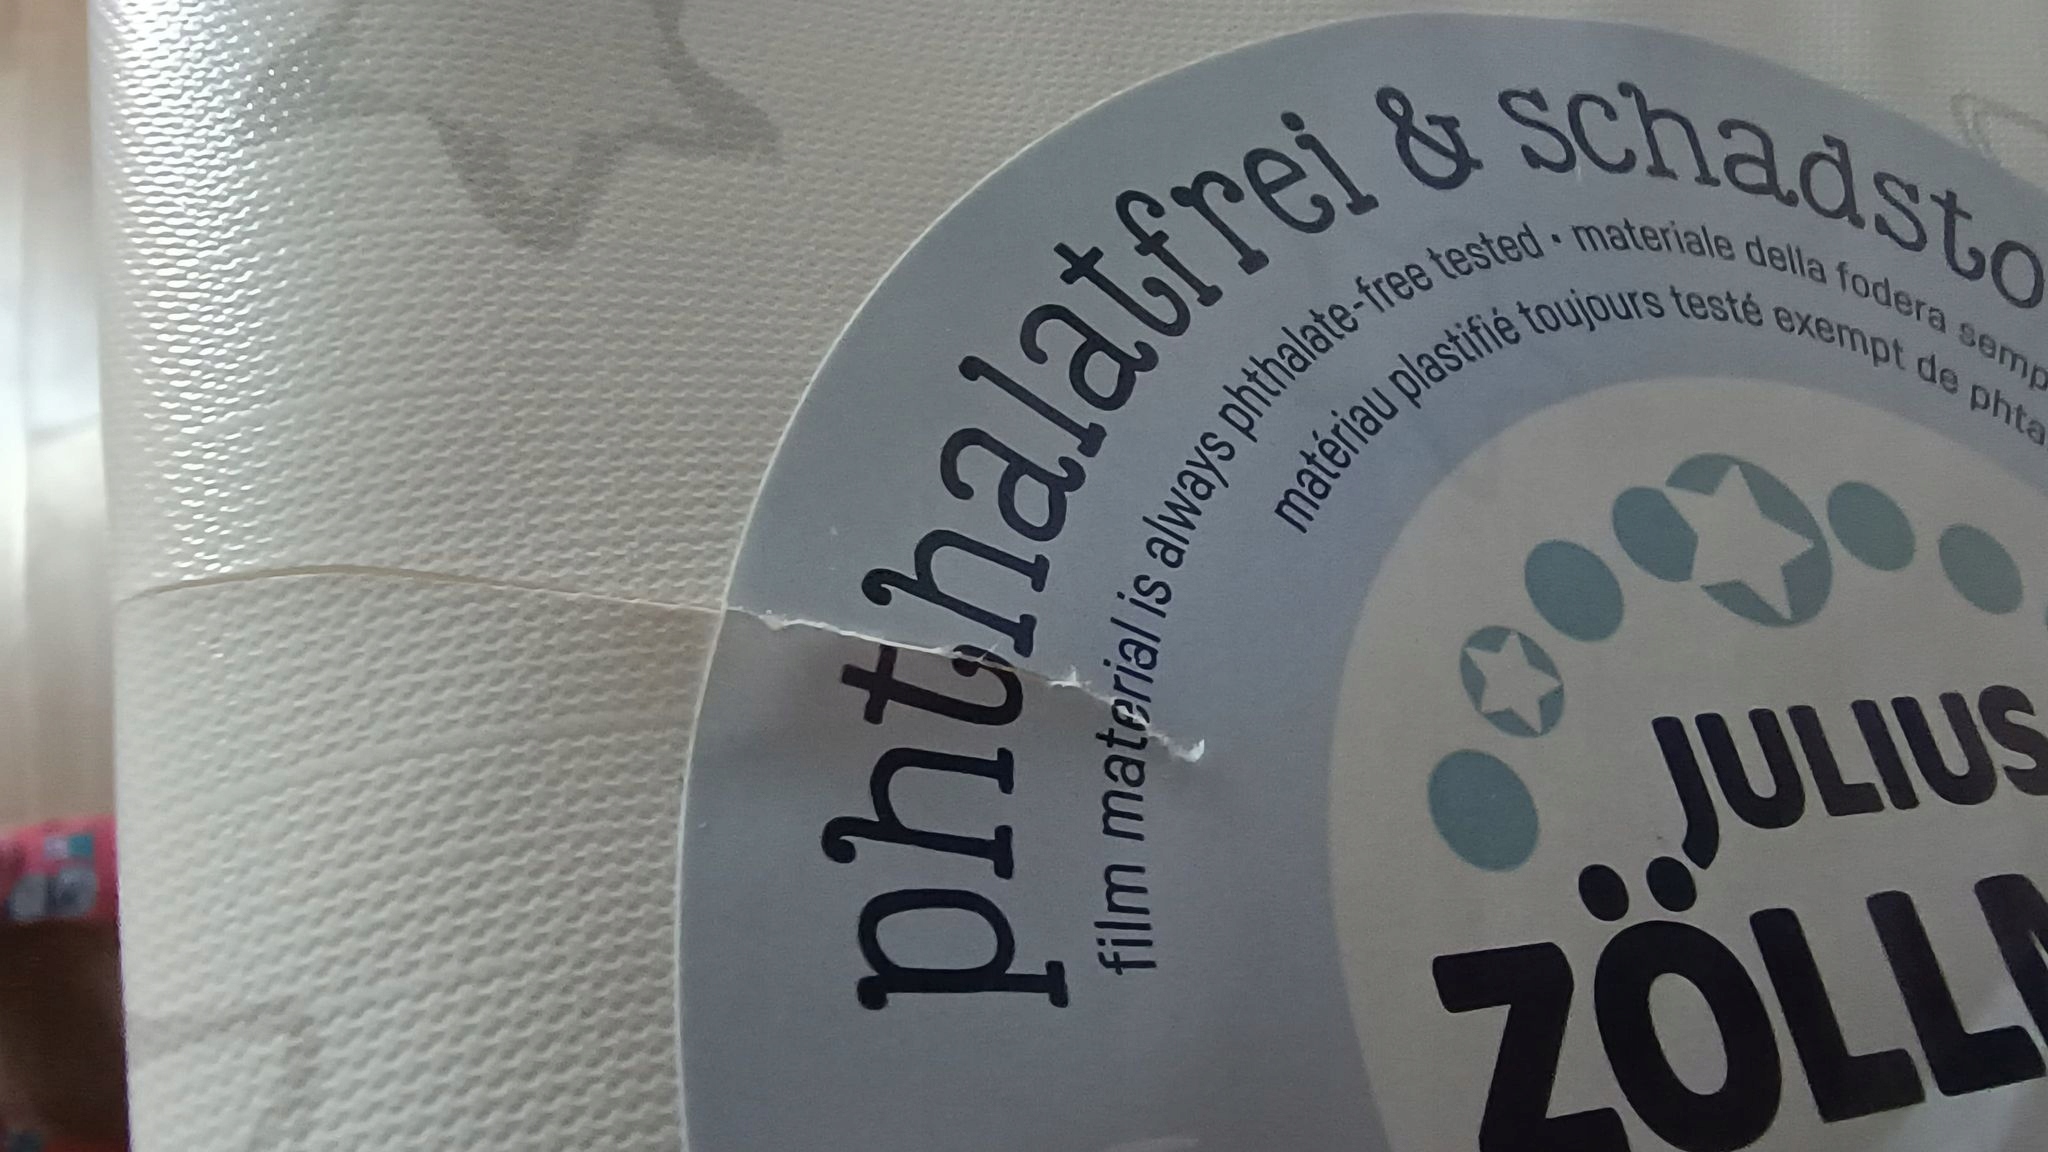 phthalatfrei & schadsto
film material is always phthalate-free tested · materiale della fodera semp
matériau plastifié toujours testé exempt de phta
JULIUS
ZÖLL